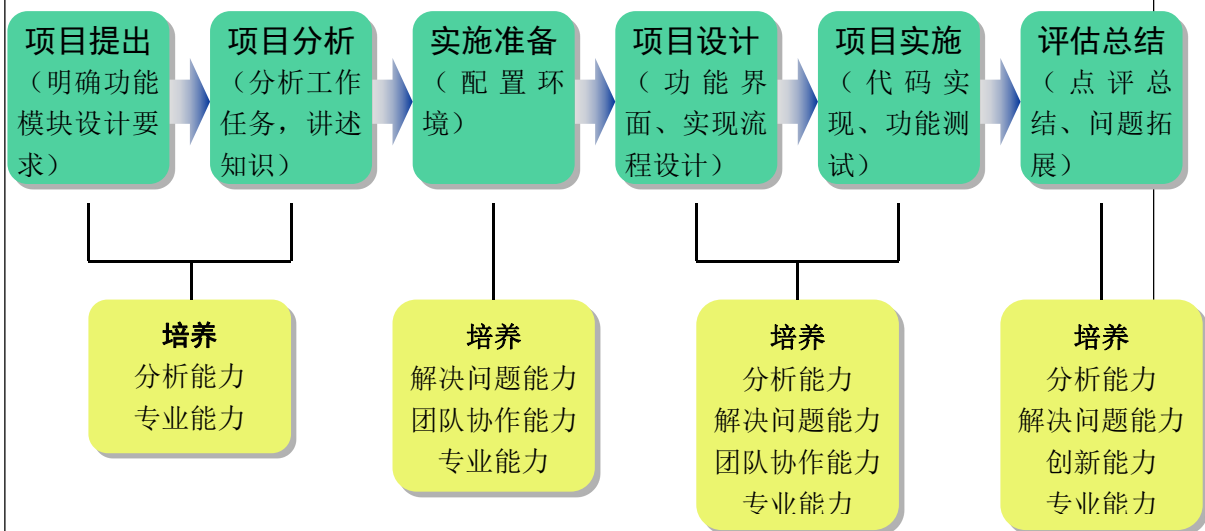 项目提出
（明确功能
模块设计要
求）
项目分析
（分析工作
任务，讲述
知识）
实施准备
（配置环
境）
项目设计
（功能界
面、实现流
程设计）
项目实施
（代码实
现、功能测
试）
评估总结
（点评总
结、问题拓
展）
培养
分析能力
专业能力
培养
解决问题能力
团队协作能力
专业能力
培养
分析能力
解决问题能力
团队协作能力
专业能力
培养
分析能力
解决问题能力
创新能力
专业能力